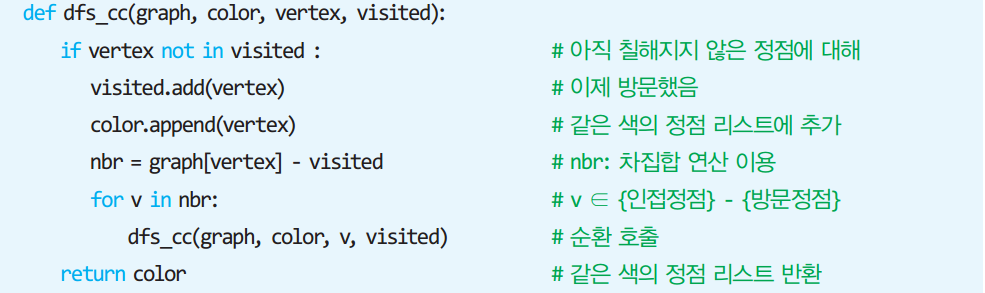 def dfs_cc(graph, color, vertex, visited):
if vertex not in visited : # 아직 칠해지지 않은 정점에 대해
visited.add(vertex) # 이제 방문했음
color.append(vertex) # 같은 색의 정점 리스트에 추가
nbr = graph[vertex] - visited # nbr: 차집합 연산 이용
for v in nbr: # v ∈ {인접정점} - {방문정점}
dfs_cc(graph, color, v, visited) # 순환 호출
return color # 같은 색의 정점 리스트 반환